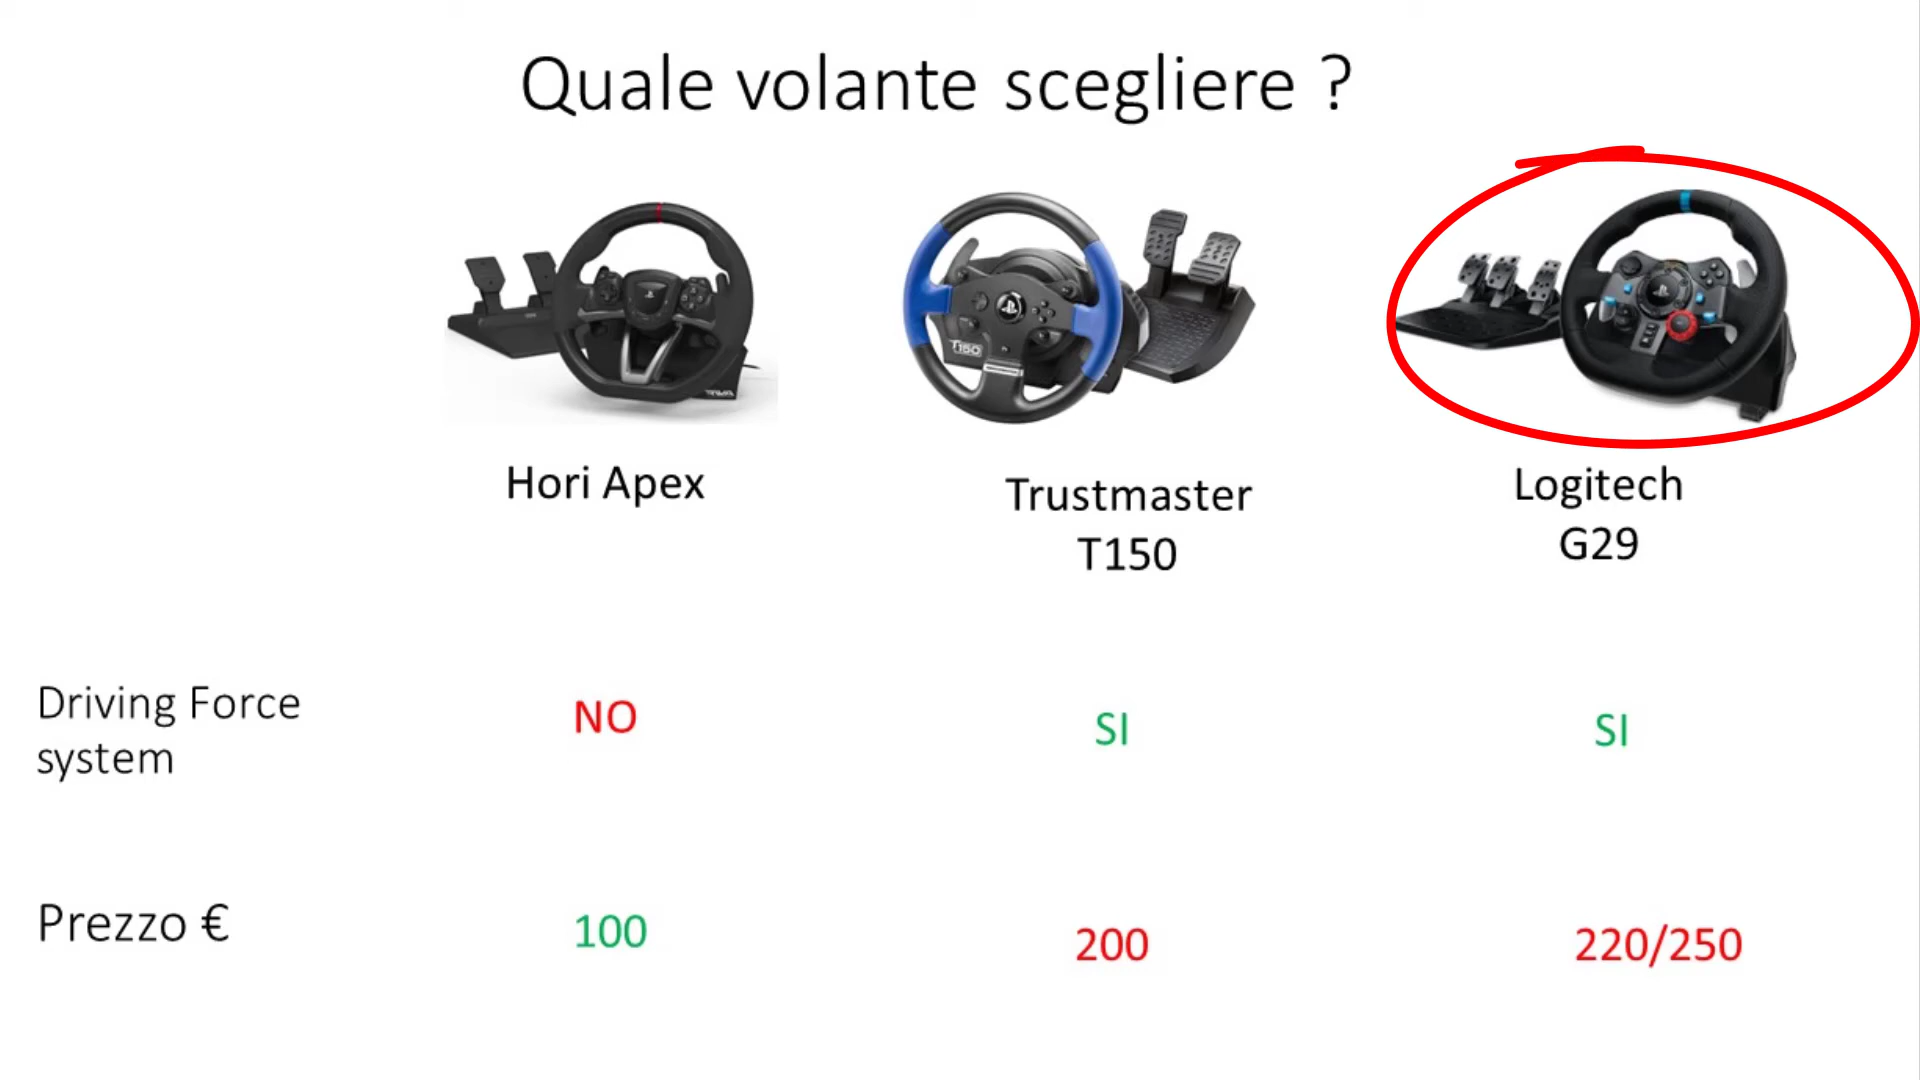 Quale volante scegliere ?
T150
Hori Apex
Trustmaster
T150
Logitech
G29
Driving Force
system
NO
SI
SI
Prezzo €
100
200
220/250